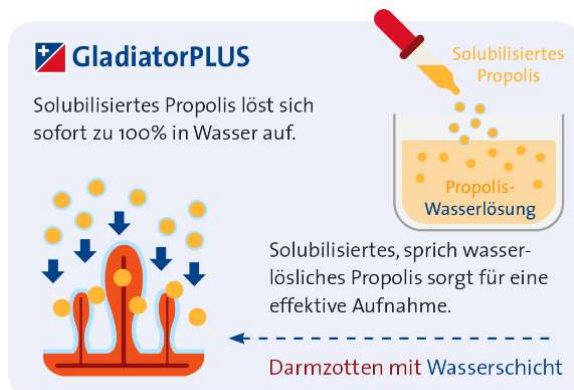 GladiatorPLUS
Solubilisiertes Propolis löst sich
sofort zu 100% in Wasser auf.
Solubilisiertes
Propolis
Propolis-
Wasserlösung
Solubilisiertes, sprich wasser-
lösliches Propolis sorgt für eine
effektive Aufnahme.
Darmzotten mit Wasserschicht